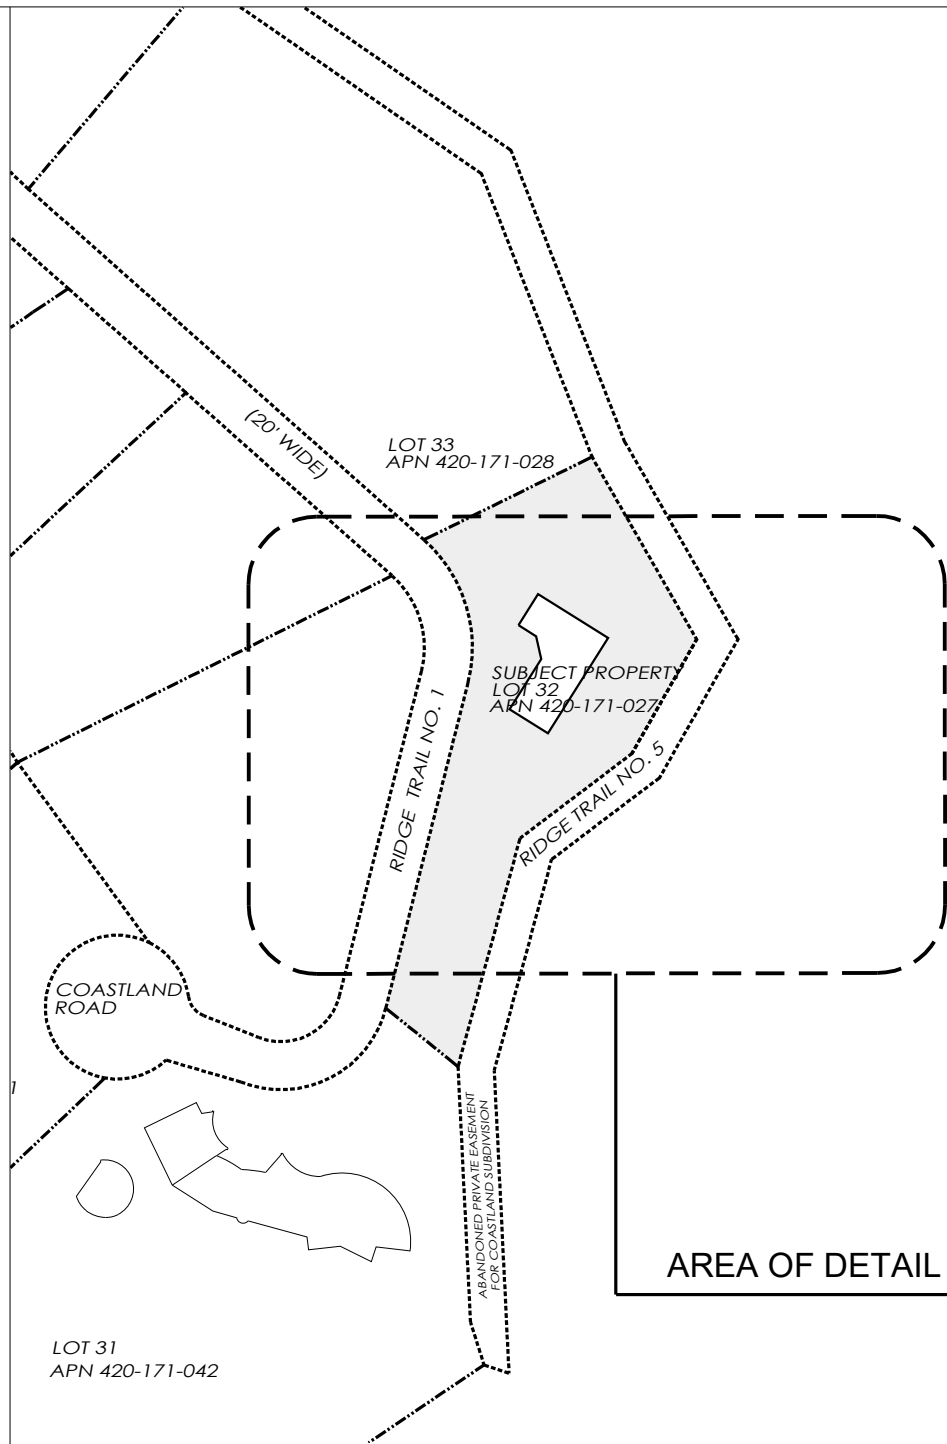 (20' WIDE)
LOT 33
APN 420-171-028
SUBJECT PROPERTY
LOT 32
APN 420-171-027
RIDGE TRAIL NO. 1
RIDGE TRAIL NO. 5
COASTLAND
ROAD
1
ABANDONED PRIVATE EASEMENT
FOR COASTLAND SUBDIVISION
AREA OF DETAIL
LOT 31
APN 420-171-042